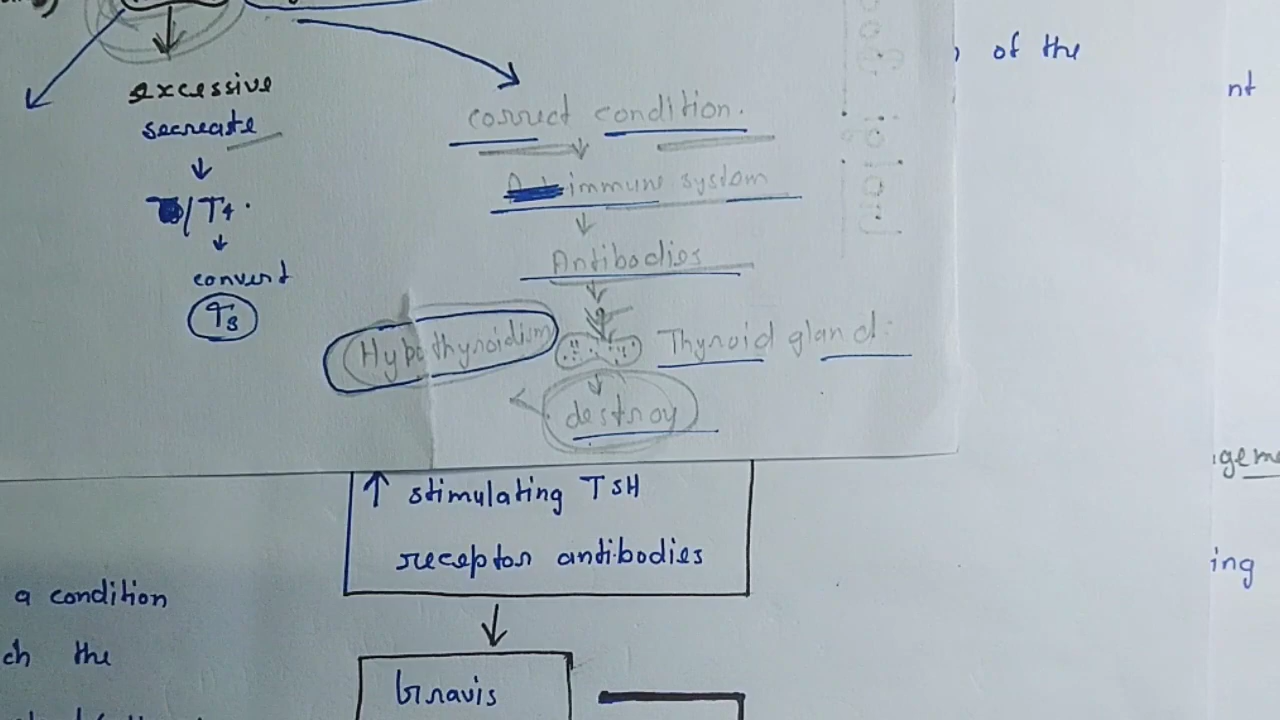 excessive
secreate
/ T4.
convert
T3
correct condition.
immune system
Antibodies
Hypothyroidism
Thyroid gland.
destroy
↑ stimulating TSH
receptor antibodies
Gravis
a condition
ch the
of the
nt
geme
ing